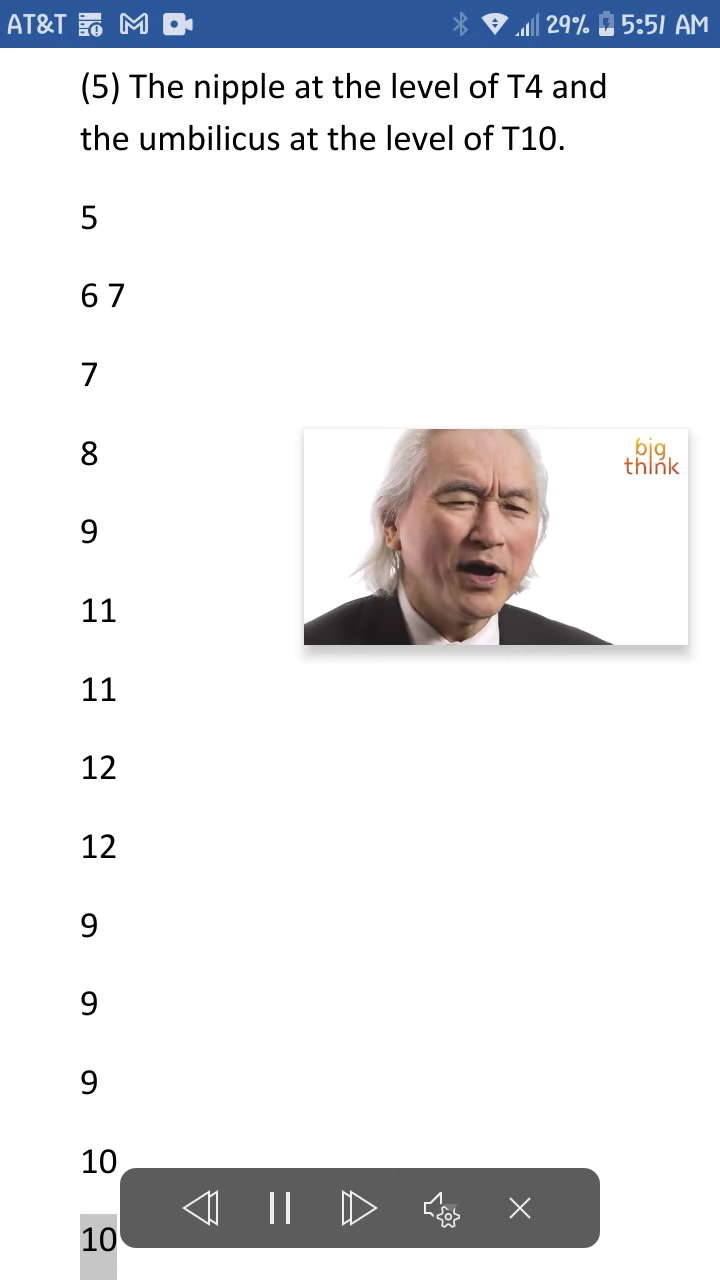 AT&T 29% 5:51 AM
(5) The nipple at the level of T4 and
the umbilicus at the level of T10.
5
6 7
7
8
big
think
9
11
11
12
12
9
9
9
10
10